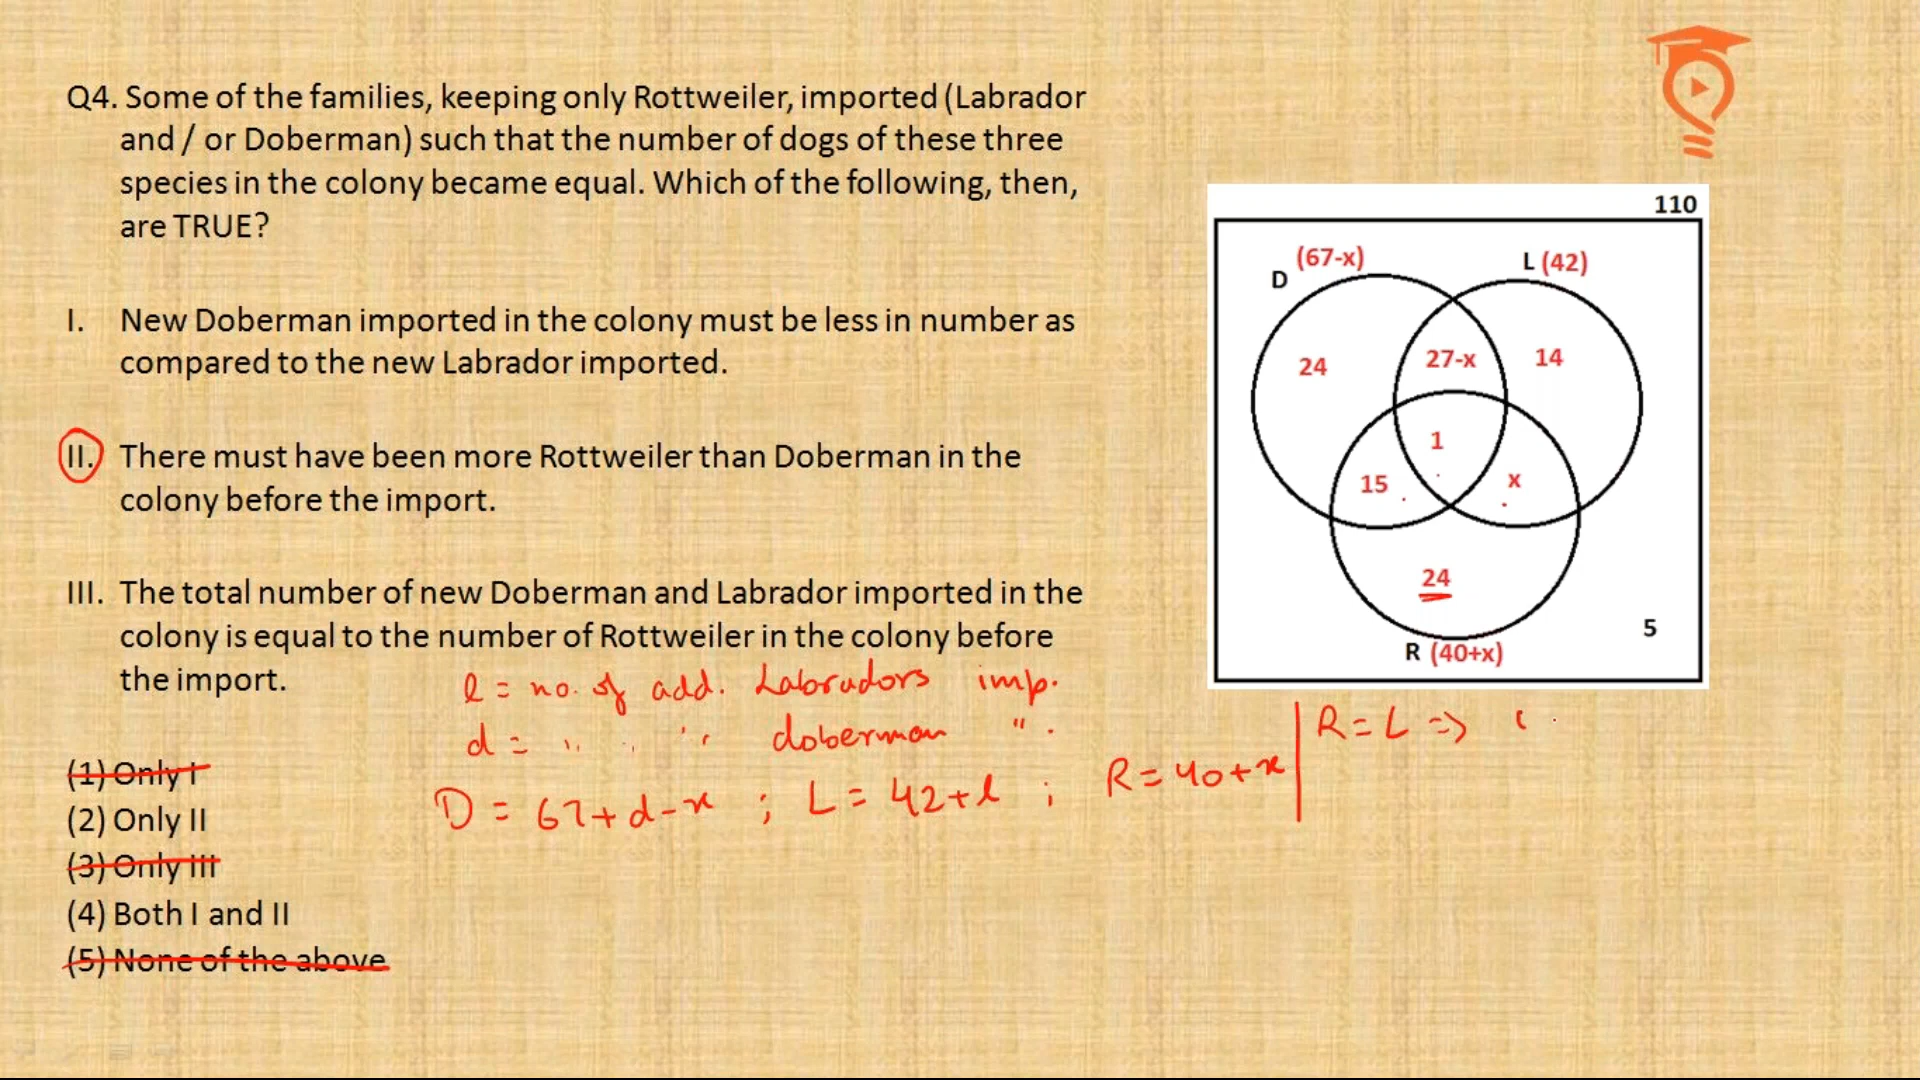 Q4. Some of the families, keeping only Rottweiler, imported (Labrador
and / or Doberman) such that the number of dogs of these three
species in the colony became equal. Which of the following, then,
are TRUE?
I. New Doberman imported in the colony must be less in number as
compared to the new Labrador imported.
II. There must have been more Rottweiler than Doberman in the
colony before the import.
III. The total number of new Doberman and Labrador imported in the
colony is equal to the number of Rottweiler in the colony before
the import.
l = no. of add. Labradors imp.
d = " " " doberman " .
D = 67+d-x ; L = 42+l ; R = 40+x
R = L =>
(1) Only I
(2) Only II
(3) Only III
(4) Both I and II
(5) None of the above
110
(67-x)
D
L (42)
24
27-x
14
1
15
x
24
5
R (40+x)